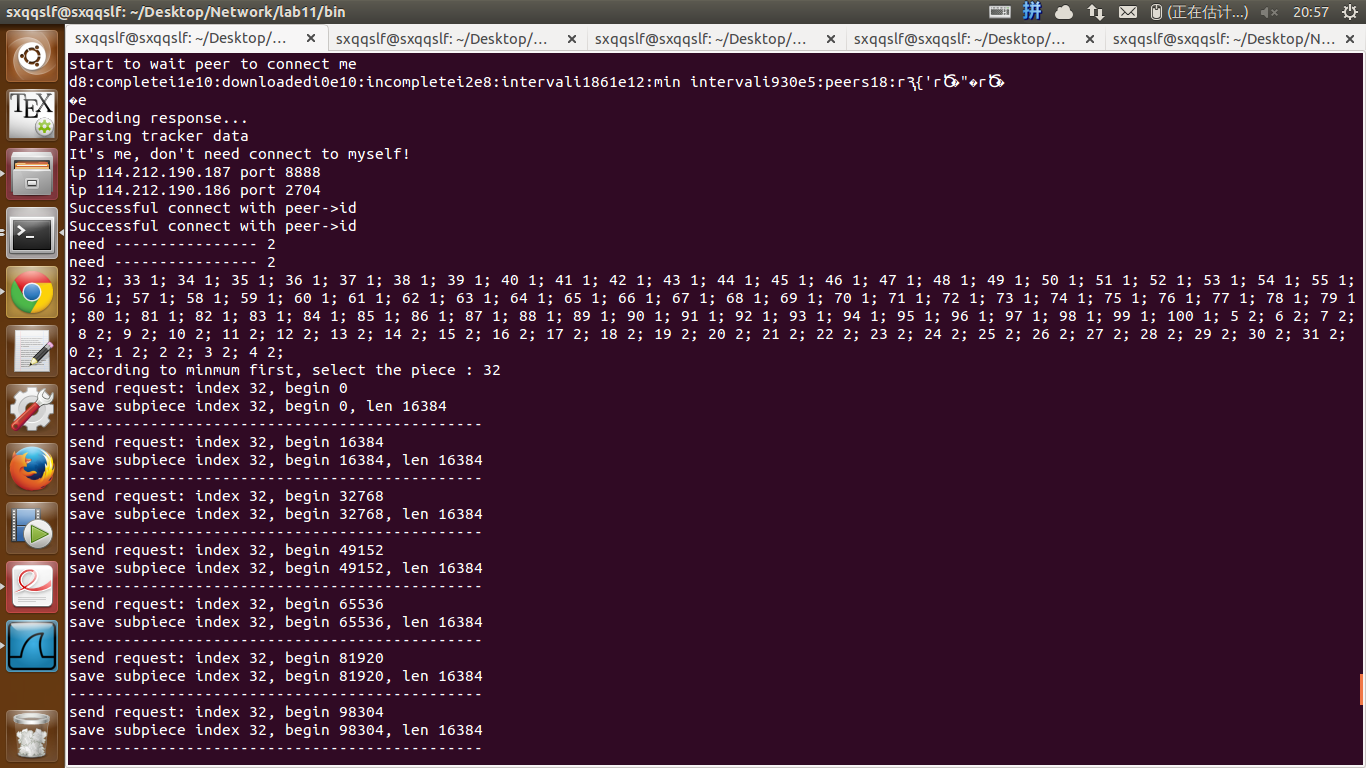 sxqqslf@sxqqslf: ~/Desktop/Network/lab11/bin
拼 (正在估计...) 20:57
sxqqslf@sxqqslf: ~/Desktop/... × sxqqslf@sxqqslf: ~/Desktop/... × sxqqslf@sxqqslf: ~/Desktop/... × sxqqslf@sxqqslf: ~/Desktop/... × sxqqslf@sxqqslf: ~/Desktop/N... ×
TEX
start to wait peer to connect me
d8:completei1e10:downloadedi0e10:incompletei2e8:intervali1861e12:min intervali930e5:peers18:r
e
Decoding response...
Parsing tracker data
It's me, don't need connect to myself!
ip 114.212.190.187 port 8888
ip 114.212.190.186 port 2704
Successful connect with peer->id
Successful connect with peer->id
need ---------------- 2
need ---------------- 2
32 1; 33 1; 34 1; 35 1; 36 1; 37 1; 38 1; 39 1; 40 1; 41 1; 42 1; 43 1; 44 1; 45 1; 46 1; 47 1; 48 1; 49 1; 50 1; 51 1; 52 1; 53 1; 54 1; 55 1;
56 1; 57 1; 58 1; 59 1; 60 1; 61 1; 62 1; 63 1; 64 1; 65 1; 66 1; 67 1; 68 1; 69 1; 70 1; 71 1; 72 1; 73 1; 74 1; 75 1; 76 1; 77 1; 78 1; 79 1
; 80 1; 81 1; 82 1; 83 1; 84 1; 85 1; 86 1; 87 1; 88 1; 89 1; 90 1; 91 1; 92 1; 93 1; 94 1; 95 1; 96 1; 97 1; 98 1; 99 1; 100 1; 5 2; 6 2; 7 2;
8 2; 9 2; 10 2; 11 2; 12 2; 13 2; 14 2; 15 2; 16 2; 17 2; 18 2; 19 2; 20 2; 21 2; 22 2; 23 2; 24 2; 25 2; 26 2; 27 2; 28 2; 29 2; 30 2; 31 2;
0 2; 1 2; 2 2; 3 2; 4 2;
according to minmum first, select the piece : 32
send request: index 32, begin 0
save subpiece index 32, begin 0, len 16384
----------------------------------------------
send request: index 32, begin 16384
save subpiece index 32, begin 16384, len 16384
----------------------------------------------
send request: index 32, begin 32768
save subpiece index 32, begin 32768, len 16384
----------------------------------------------
send request: index 32, begin 49152
save subpiece index 32, begin 49152, len 16384
----------------------------------------------
send request: index 32, begin 65536
save subpiece index 32, begin 65536, len 16384
----------------------------------------------
send request: index 32, begin 81920
save subpiece index 32, begin 81920, len 16384
----------------------------------------------
send request: index 32, begin 98304
save subpiece index 32, begin 98304, len 16384
----------------------------------------------